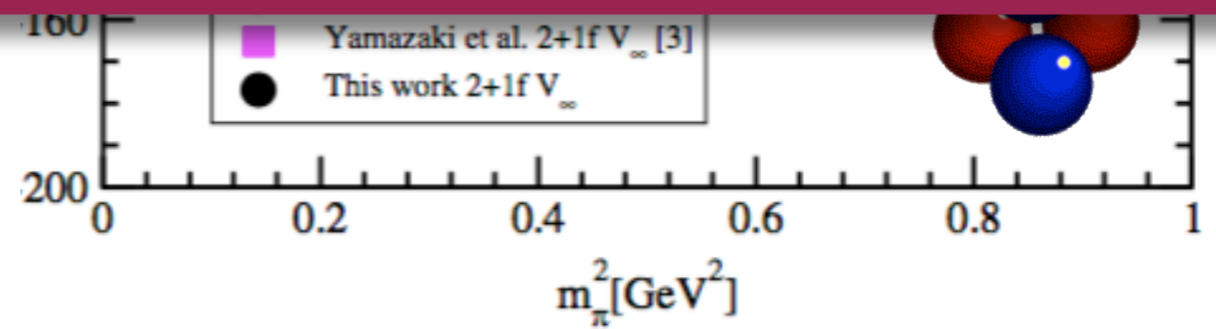 -160
Yamazaki et al. 2+1f V∞ [3]
This work 2+1f V∞
-200
0 0.2 0.4 0.6 0.8 1
mπ²[GeV²]